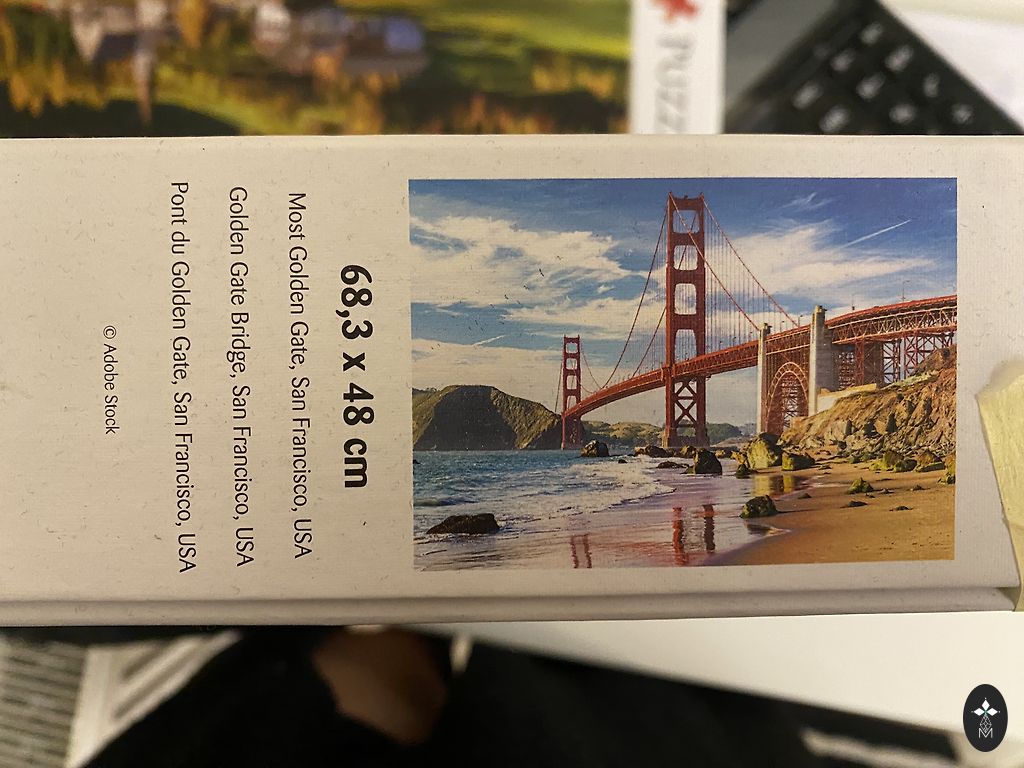 PUZZ
68,3 x 48 cm
Most Golden Gate, San Francisco, USA
Golden Gate Bridge, San Francisco, USA
Pont du Golden Gate, San Francisco, USA
© Adobe Stock
M